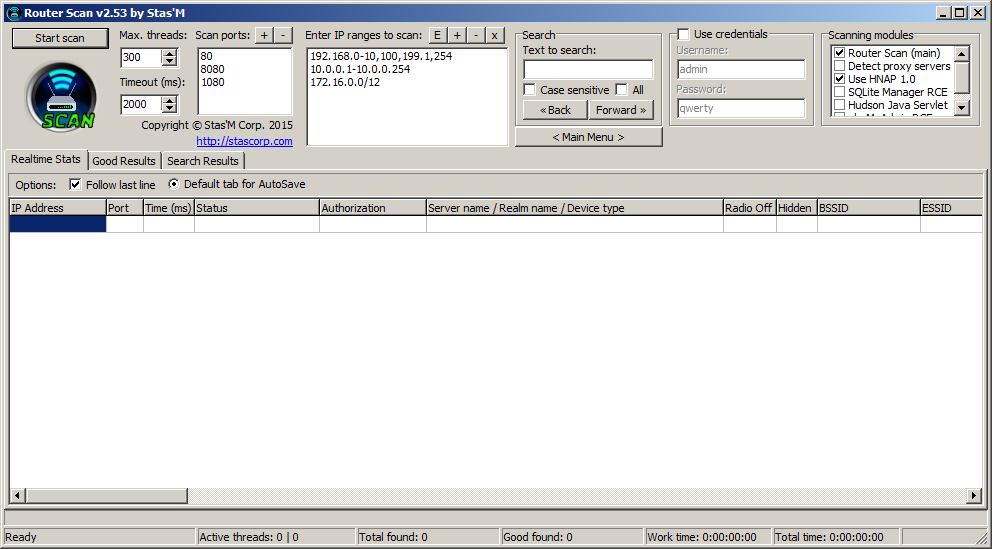 Router Scan v2.53 by Stas'M
Start scan
Max. threads:
300
Timeout (ms):
2000
Scan ports: + -
80
8080
1080
Enter IP ranges to scan: E + - x
192.168.0-10,100,199.1,254
10.0.0.1-10.0.0.254
172.16.0.0/12
Search
Text to search:
Case sensitive All
«Back Forward »
< Main Menu >
Use credentials
Username:
admin
Password:
qwerty
Scanning modules
Router Scan (main)
Detect proxy servers
Use HNAP 1.0
SQLite Manager RCE
Hudson Java Servlet
SCAN
Copyright © Stas'M Corp. 2015
http://stascorp.com
Realtime Stats Good Results Search Results
Options: Follow last line Default tab for AutoSave
IP Address Port Time (ms) Status Authorization Server name / Realm name / Device type Radio Off Hidden BSSID ESSID
Ready Active threads: 0 | 0 Total found: 0 Good found: 0 Work time: 0:00:00:00 Total time: 0:00:00:00